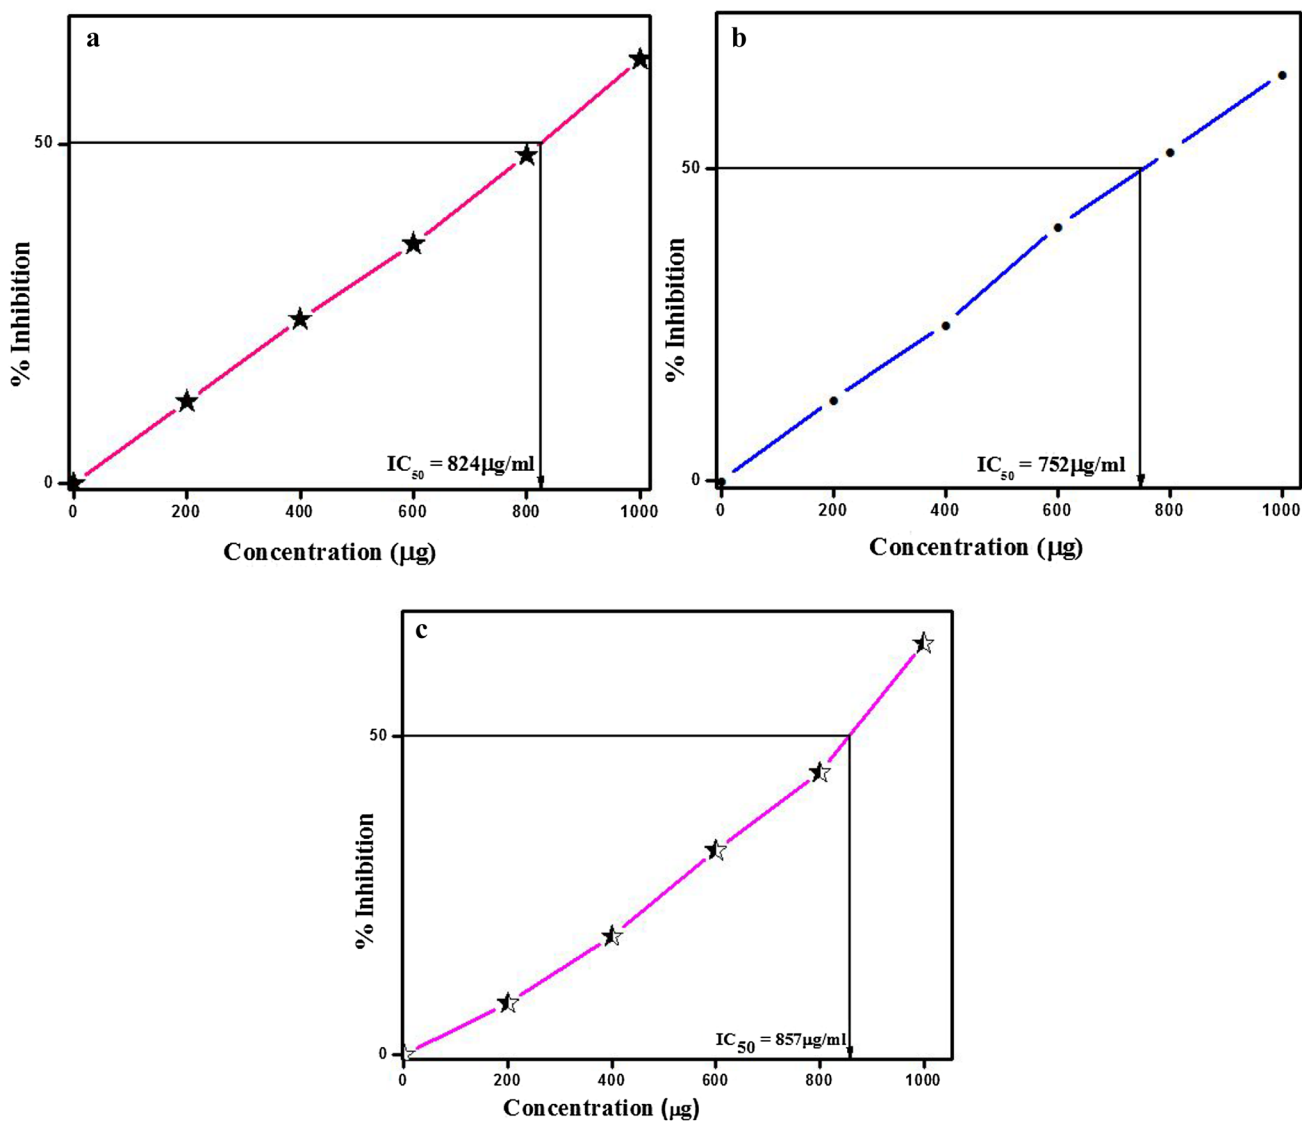 a
50
% Inhibition
IC50 = 824µg/ml
0
0 200 400 600 800 1000
Concentration (µg)
b
50
% Inhibition
IC50 = 752µg/ml
0
0 200 400 600 800 1000
Concentration (µg)
c
50
% Inhibition
IC50 = 857µg/ml
0
0 200 400 600 800 1000
Concentration (µg)